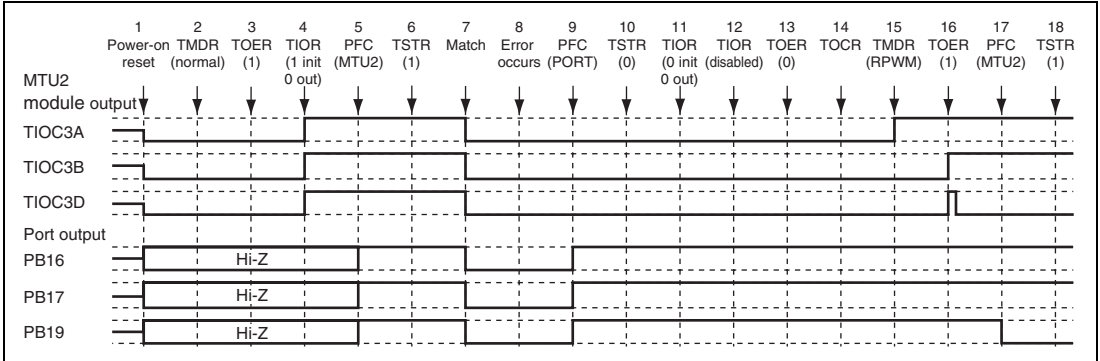 1 2 3 4 5 6 7 8 9 10 11 12 13 14 15 16 17 18
Power-on TMDR TOER TIOR PFC TSTR Match Error PFC TSTR TIOR TIOR TOER TOCR TMDR TOER PFC TSTR
reset (normal) (1) (1 init (MTU2) (1) occurs (PORT) (0) (0 init (disabled) (0) (RPWM) (1) (MTU2) (1)
0 out) 0 out)
MTU2
module output
TIOC3A
TIOC3B
TIOC3D
Port output
PB16 Hi-Z
PB17 Hi-Z
PB19 Hi-Z